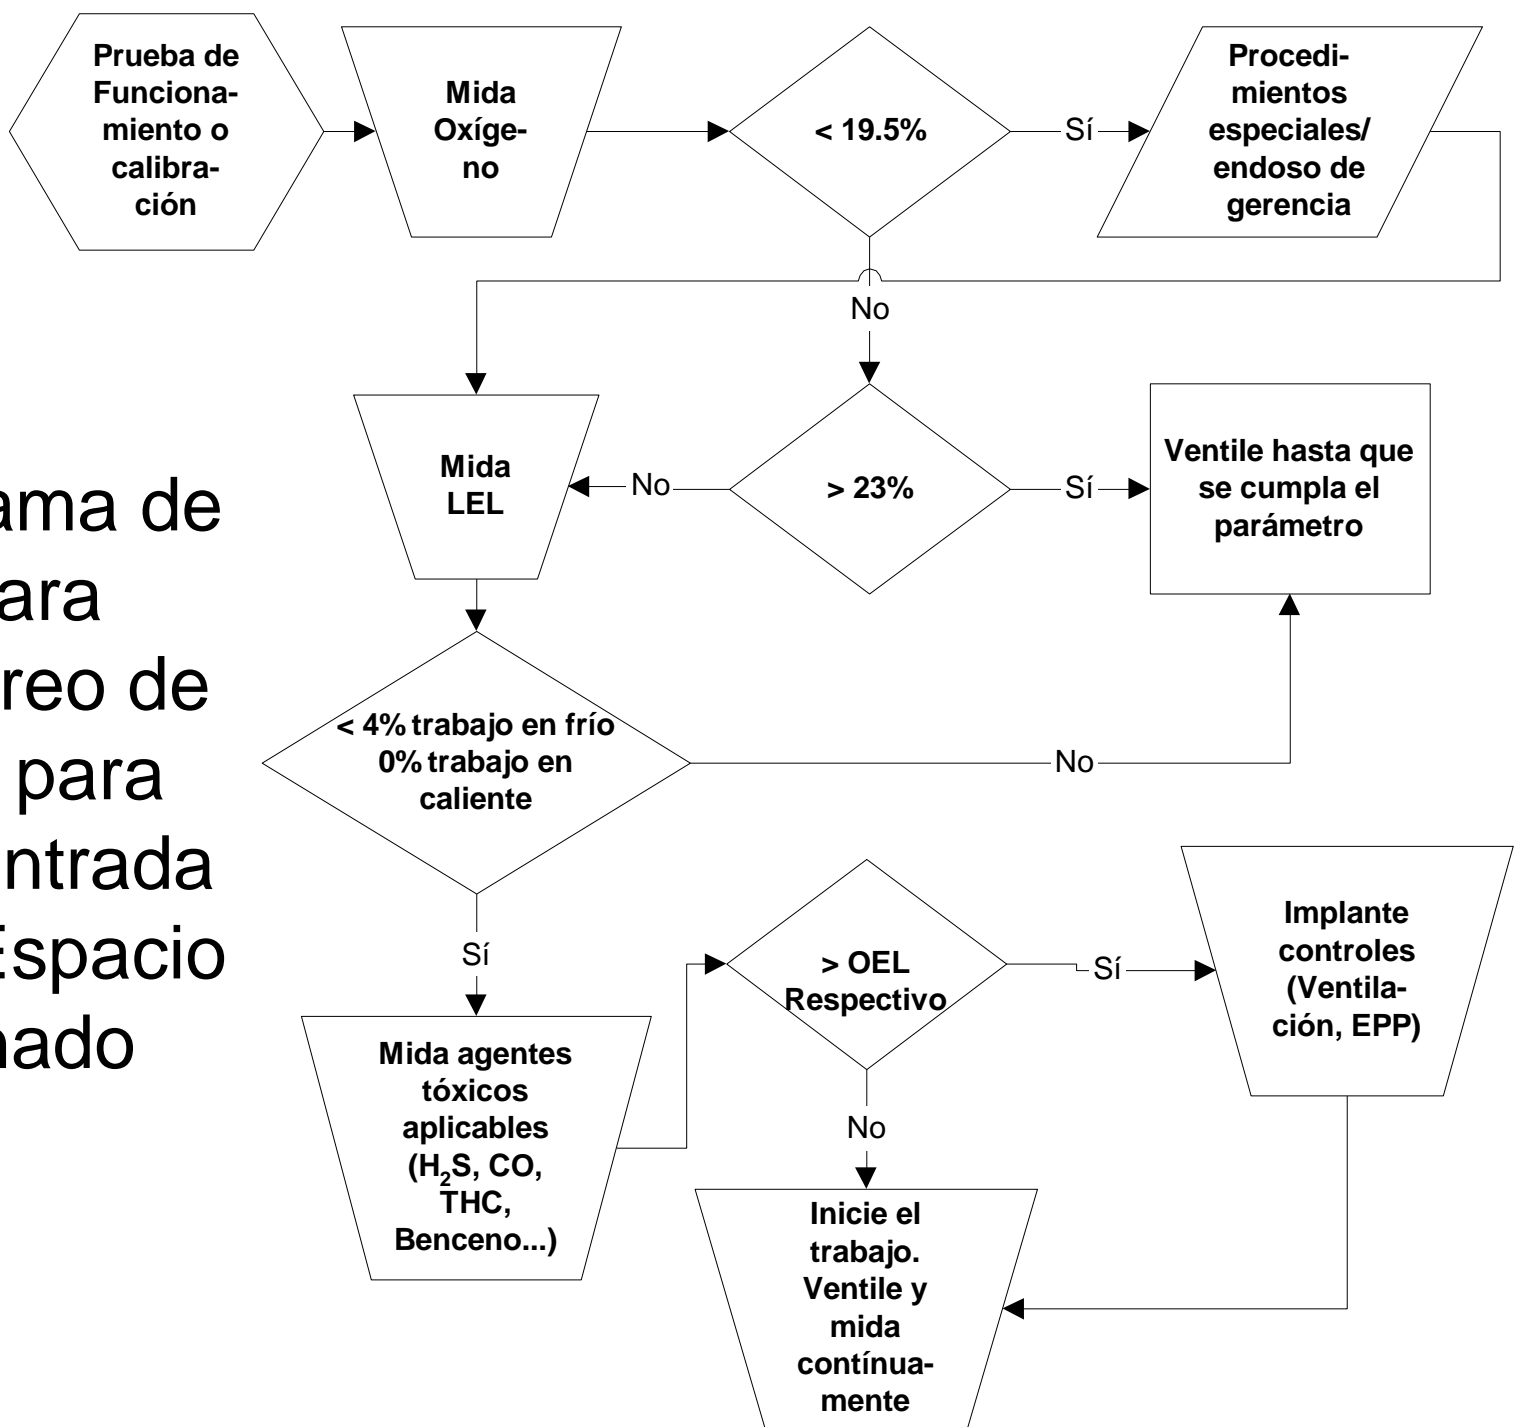 Prueba de
Funciona-
miento o
calibra-
ción
Mida
Oxíge-
no
< 19.5%
Sí
Procedi-
mientos
especiales/
endoso de
gerencia
No
Mida
LEL
No
> 23%
Sí
Ventile hasta que
se cumpla el
parámetro
ama de
ara
reo de
para
ntrada
Espacio
nado
< 4% trabajo en frío
0% trabajo en
caliente
No
Sí
Mida agentes
tóxicos
aplicables
(H₂S, CO,
THC,
Benceno...)
> OEL
Respectivo
Sí
Implante
controles
(Ventila-
ción, EPP)
No
Inicie el
trabajo.
Ventile y
mida
contínua-
mente